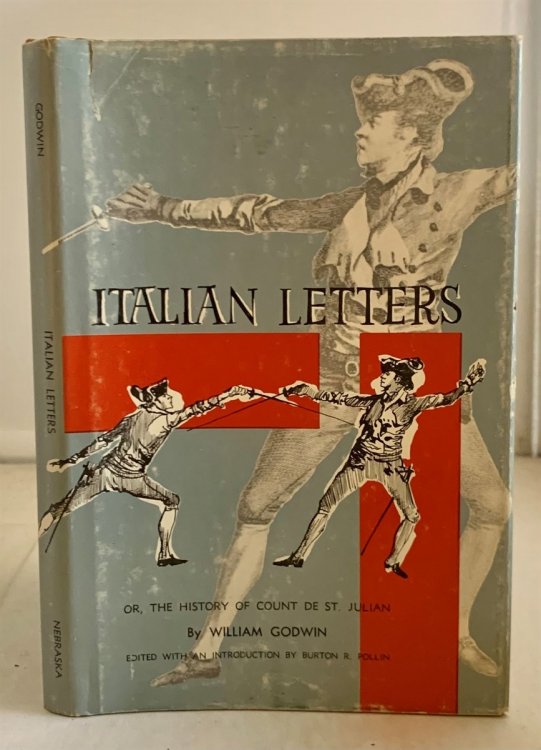 GODWIN
ITALIAN LETTERS
NEBRASKA
ITALIAN LETTERS
OR, THE HISTORY OF COUNT DE ST. JULIAN
By WILLIAM GODWIN
EDITED WITH AN INTRODUCTION BY BURTON R. POLLIN